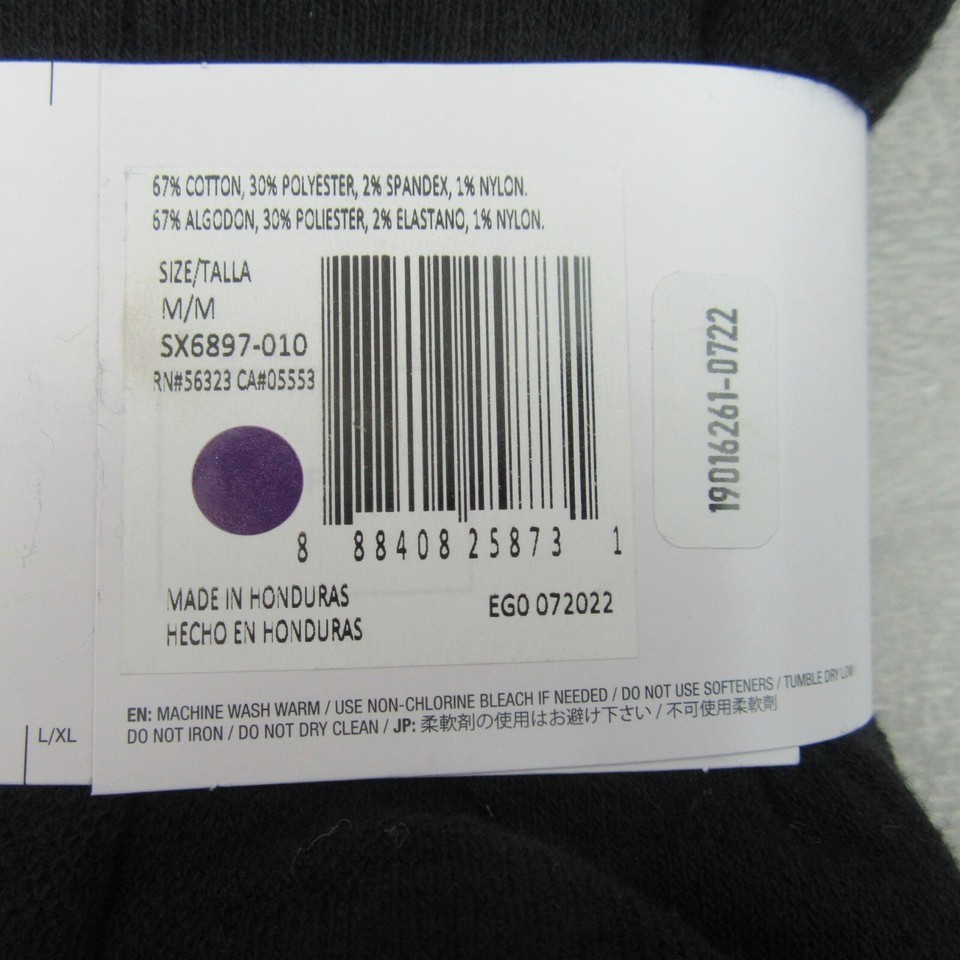 67% COTTON, 30% POLYESTER, 2% SPANDEX, 1% NYLON.
67% ALGODON, 30% POLIESTER, 2% ELASTANO, 1% NYLON.
SIZE/TALLA
M/M
SX6897-010
RN#56323 CA#05553
8 88408 25873 1
MADE IN HONDURAS
HECHO EN HONDURAS
EGO 072022
19016261-0722
L/XL
EN: MACHINE WASH WARM / USE NON-CHLORINE BLEACH IF NEEDED / DO NOT USE SOFTENERS / TUMBLE DRY LOW
DO NOT IRON / DO NOT DRY CLEAN / JP: 柔軟剤の使用はお避け下さい / 不可使用柔軟劑